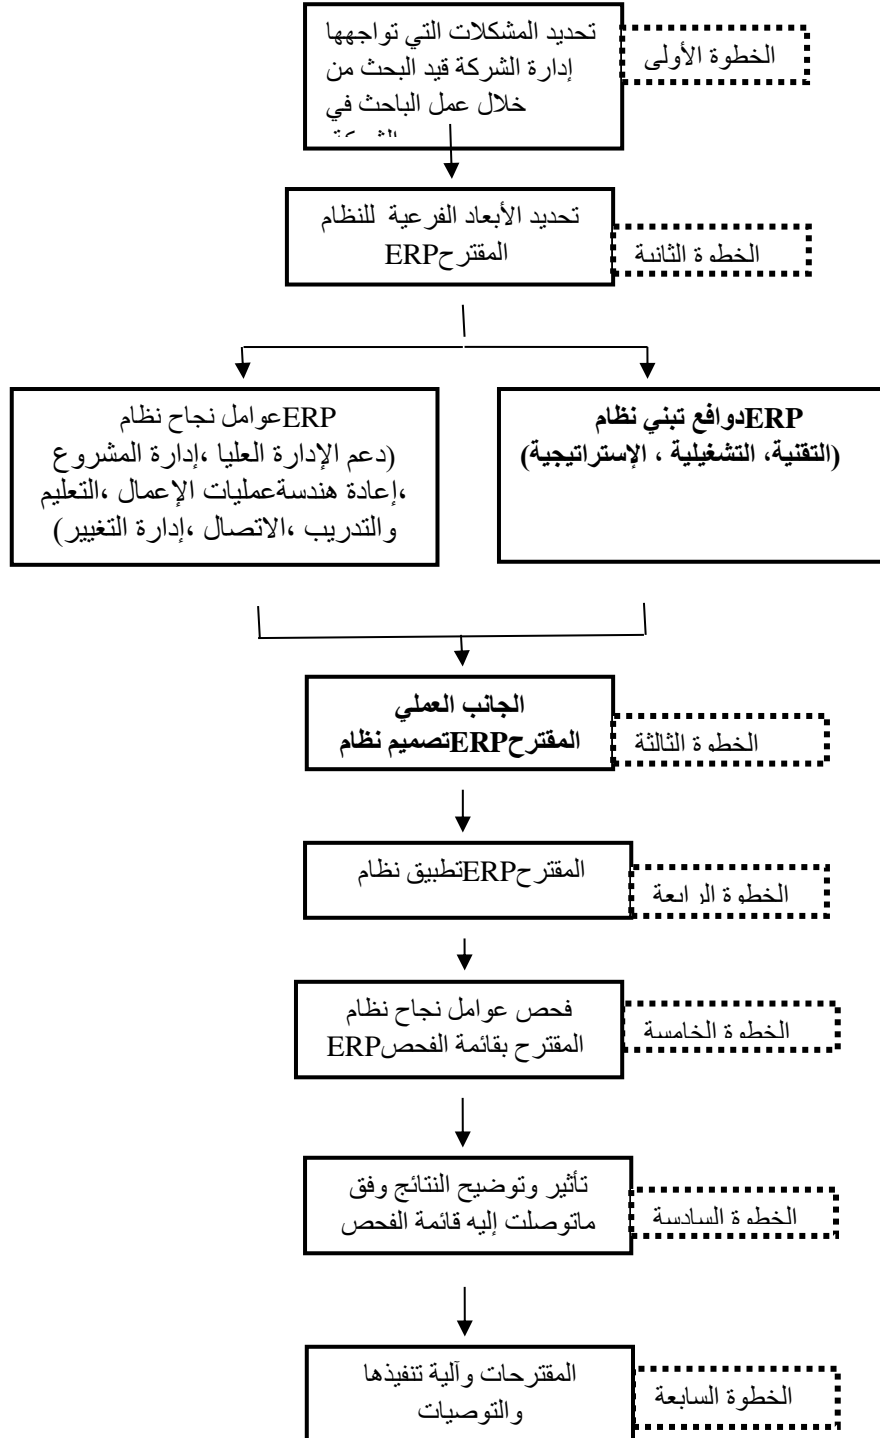 الخطوة الأولى
تحديد المشكلات التي تواجهها
إدارة الشركة قيد البحث من
خلال عمل الباحث في
الخطوة الثانية
تحديد الأبعاد الفرعية للنظام
المقترحERP
ERPدوافع تبني نظام
(التقنية، التشغيلية ، الإستراتيجية)
ERPعوامل نجاح نظام
(دعم الإدارة العليا ،إدارة المشروع
،إعادة هندسةعمليات الإعمال ،التعليم
والتدريب ،الاتصال ،إدارة التغيير)
الخطوة الثالثة
الجانب العملي
المقترحERPتصميم نظام
الخطوة الرابعة
المقترحERPتطبيق نظام
الخطوة الخامسة
فحص عوامل نجاح نظام
المقترح بقائمة الفحصERP
الخطوة السادسة
تأثير وتوضيح النتائج وفق
ماتوصلت إليه قائمة الفحص
الخطوة السابعة
المقترحات وآلية تنفيذها
والتوصيات